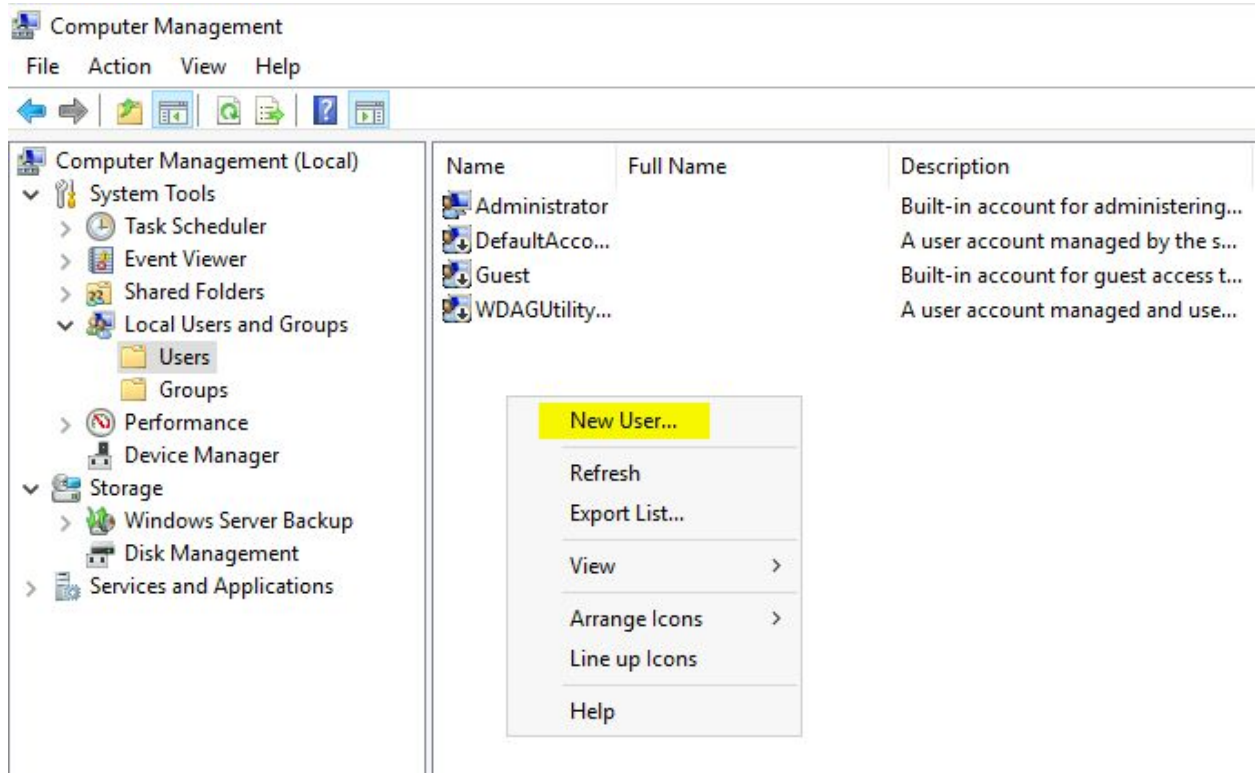 Computer Management
File Action View Help
Computer Management (Local)
System Tools
Task Scheduler
Event Viewer
Shared Folders
Local Users and Groups
Users
Groups
Performance
Device Manager
Storage
Windows Server Backup
Disk Management
Services and Applications
Name Full Name Description
Administrator Built-in account for administering...
DefaultAcco... A user account managed by the s...
Guest Built-in account for guest access t...
WDAGUtility... A user account managed and use...
New User...
Refresh
Export List...
View
Arrange Icons
Line up Icons
Help